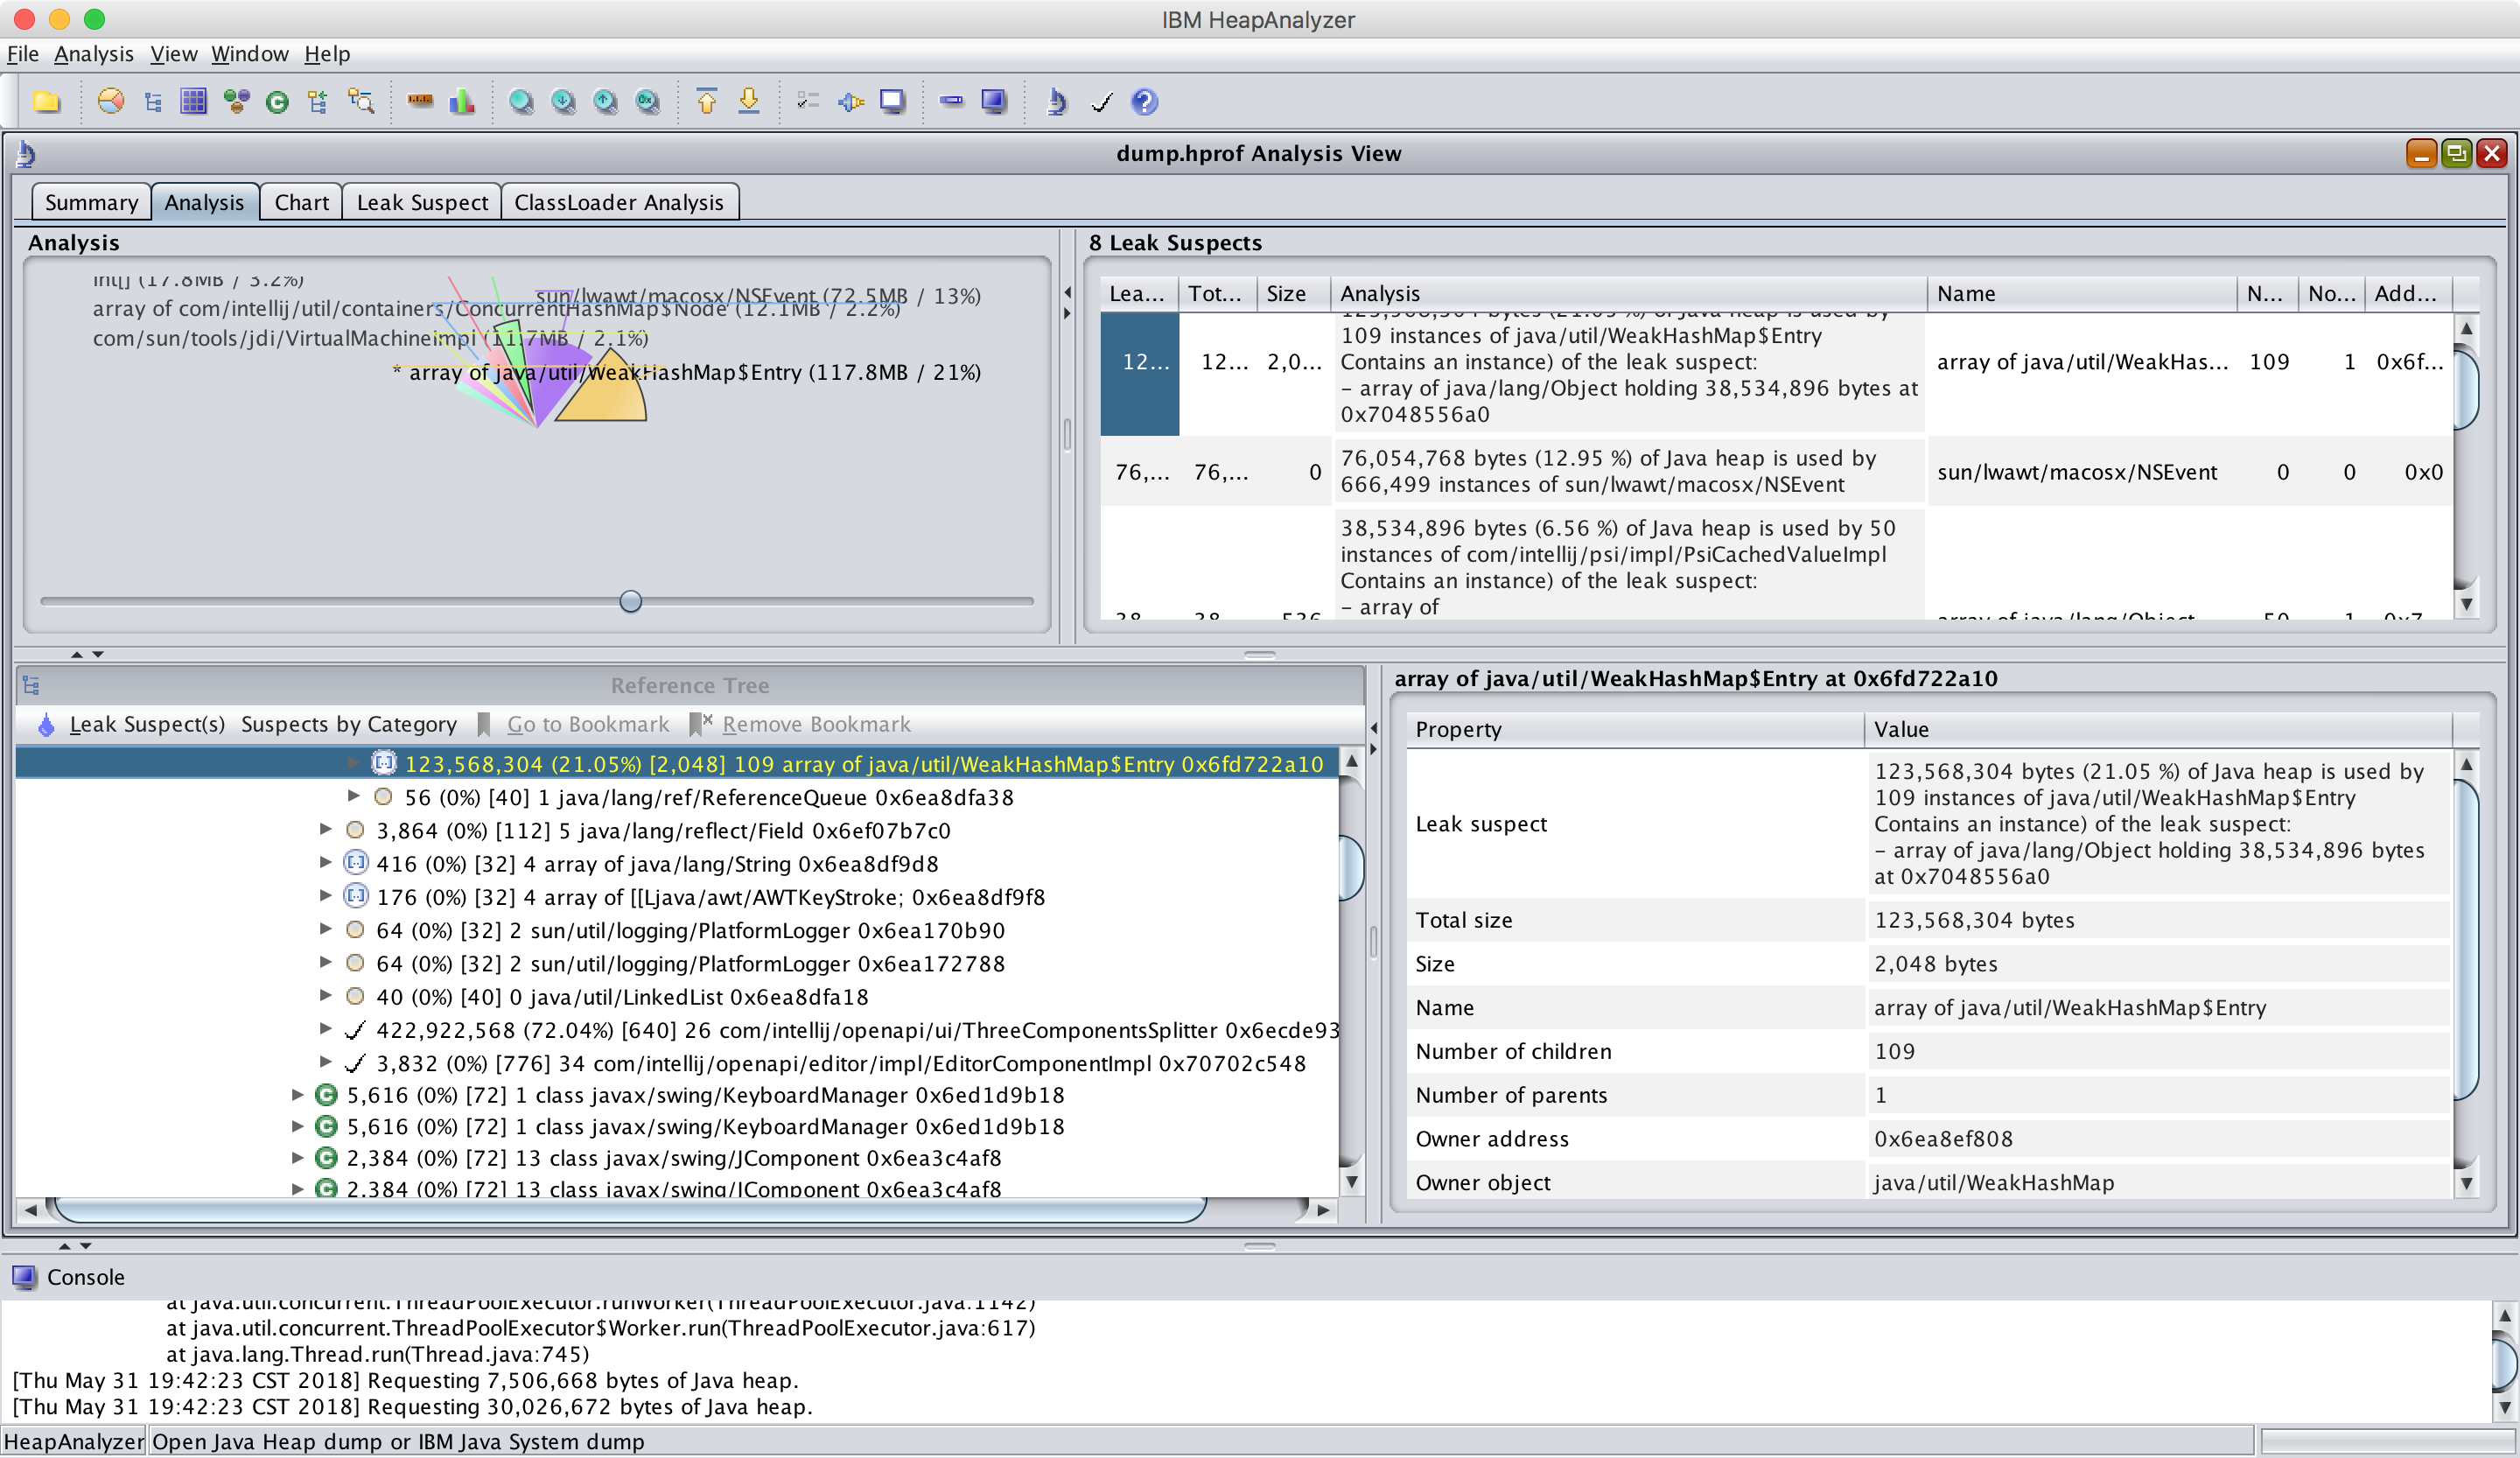 IBM HeapAnalyzer
File Analysis View Window Help
dump.hprof Analysis View
Summary Analysis Chart Leak Suspect ClassLoader Analysis
Analysis
int[] (17.8MB / 3.2%)
sun/lwawt/macosx/NSEvent (72.5MB / 13%)
array of com/intellij/util/containers/ConcurrentHashMap$Node (12.1MB / 2.2%)
com/sun/tools/jdi/VirtualMachineImpl (11.7MB / 2.1%)
* array of java/util/WeakHashMap$Entry (117.8MB / 21%)
8 Leak Suspects
Lea... Tot... Size Analysis Name N... No... Add...
123,568,304 bytes (21.05 %) of Java heap is used by
109 instances of java/util/WeakHashMap$Entry
Contains an instance) of the leak suspect:
12... 12... 2,0... array of java/util/WeakHas... 109 1 0x6f...
- array of java/lang/Object holding 38,534,896 bytes at
0x7048556a0
76,054,768 bytes (12.95 %) of Java heap is used by
76,... 76,... 0 sun/lwawt/macosx/NSEvent 0 0 0x0
666,499 instances of sun/lwawt/macosx/NSEvent
38,534,896 bytes (6.56 %) of Java heap is used by 50
instances of com/intellij/psi/impl/PsiCachedValueImpl
Contains an instance) of the leak suspect:
- array of
38 38 536 array of java/lang/Object 50 1 0x7
Reference Tree
Leak Suspect(s) Suspects by Category Go to Bookmark Remove Bookmark
123,568,304 (21.05%) [2,048] 109 array of java/util/WeakHashMap$Entry 0x6fd722a10
56 (0%) [40] 1 java/lang/ref/ReferenceQueue 0x6ea8dfa38
3,864 (0%) [112] 5 java/lang/reflect/Field 0x6ef07b7c0
416 (0%) [32] 4 array of java/lang/String 0x6ea8df9d8
176 (0%) [32] 4 array of [[Ljava/awt/AWTKeyStroke; 0x6ea8df9f8
64 (0%) [32] 2 sun/util/logging/PlatformLogger 0x6ea170b90
64 (0%) [32] 2 sun/util/logging/PlatformLogger 0x6ea172788
40 (0%) [40] 0 java/util/LinkedList 0x6ea8dfa18
422,922,568 (72.04%) [640] 26 com/intellij/openapi/ui/ThreeComponentsSplitter 0x6ecde93
3,832 (0%) [776] 34 com/intellij/openapi/editor/impl/EditorComponentImpl 0x70702c548
5,616 (0%) [72] 1 class javax/swing/KeyboardManager 0x6ed1d9b18
5,616 (0%) [72] 1 class javax/swing/KeyboardManager 0x6ed1d9b18
2,384 (0%) [72] 13 class javax/swing/JComponent 0x6ea3c4af8
2,384 (0%) [72] 13 class javax/swing/JComponent 0x6ea3c4af8
array of java/util/WeakHashMap$Entry at 0x6fd722a10
Property Value
Leak suspect
123,568,304 bytes (21.05 %) of Java heap is used by
109 instances of java/util/WeakHashMap$Entry
Contains an instance) of the leak suspect:
- array of java/lang/Object holding 38,534,896 bytes
at 0x7048556a0
Total size 123,568,304 bytes
Size 2,048 bytes
Name array of java/util/WeakHashMap$Entry
Number of children 109
Number of parents 1
Owner address 0x6ea8ef808
Owner object java/util/WeakHashMap
Console
at java.util.concurrent.ThreadPoolExecutor.runWorker(ThreadPoolExecutor.java:1142)
at java.util.concurrent.ThreadPoolExecutor$Worker.run(ThreadPoolExecutor.java:617)
at java.lang.Thread.run(Thread.java:745)
[Thu May 31 19:42:23 CST 2018] Requesting 7,506,668 bytes of Java heap.
[Thu May 31 19:42:23 CST 2018] Requesting 30,026,672 bytes of Java heap.
HeapAnalyzer Open Java Heap dump or IBM Java System dump